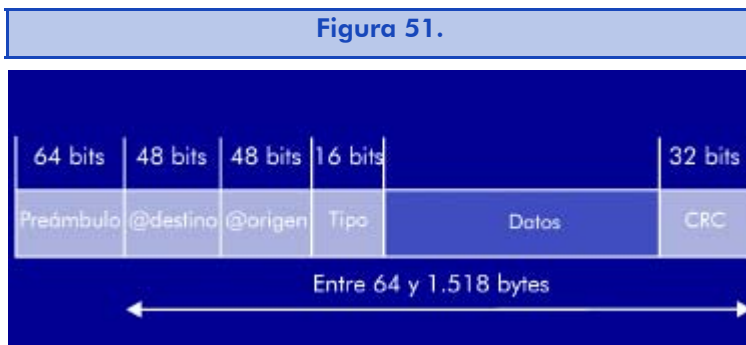 Figura 51.
64 bits 48 bits 48 bits 16 bits 32 bits
Preámbulo @destino @origen Tipo Datos CRC
Entre 64 y 1.518 bytes